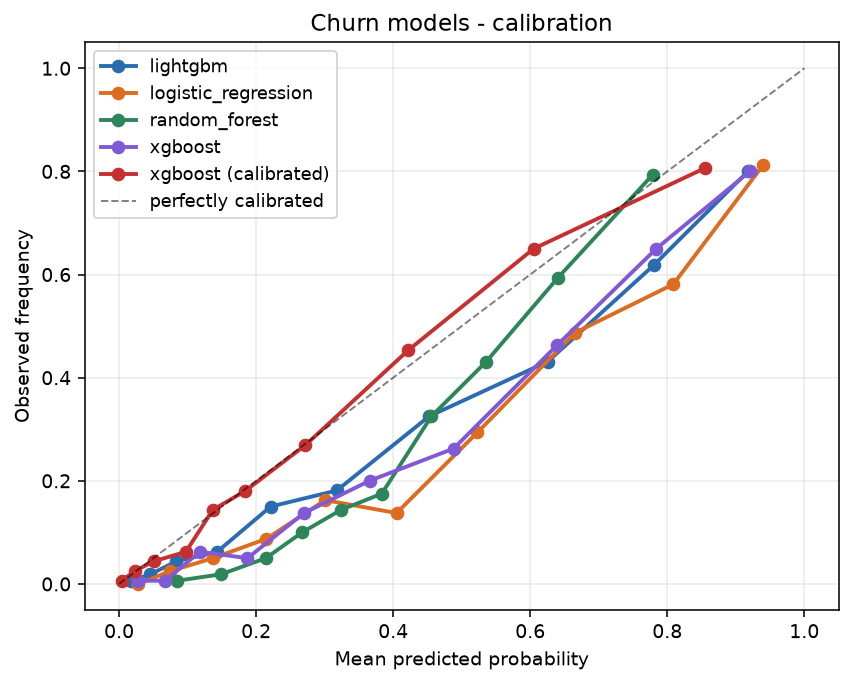 Churn models - calibration
lightgbm
logistic_regression
random_forest
xgboost
xgboost (calibrated)
perfectly calibrated
1.0
0.8
0.6
0.4
0.2
0.0
Observed frequency
0.0 0.2 0.4 0.6 0.8 1.0
Mean predicted probability